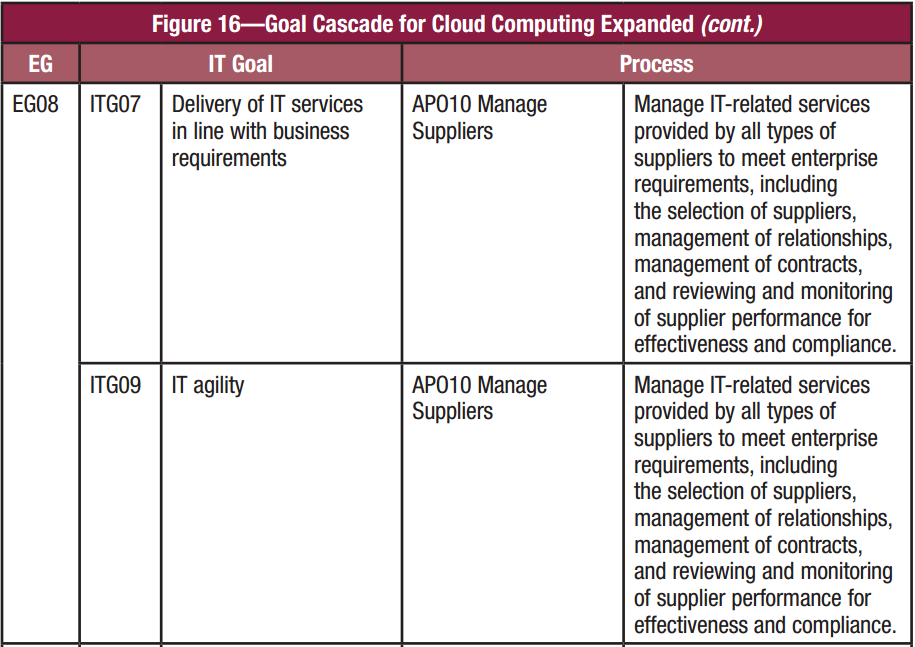 Figure 16—Goal Cascade for Cloud Computing Expanded (cont.)
EG IT Goal Process
EG08 ITG07 Delivery of IT services
in line with business
requirements
APO10 Manage
Suppliers
Manage IT-related services
provided by all types of
suppliers to meet enterprise
requirements, including
the selection of suppliers,
management of relationships,
management of contracts,
and reviewing and monitoring
of supplier performance for
effectiveness and compliance.
ITG09 IT agility
APO10 Manage
Suppliers
Manage IT-related services
provided by all types of
suppliers to meet enterprise
requirements, including
the selection of suppliers,
management of relationships,
management of contracts,
and reviewing and monitoring
of supplier performance for
effectiveness and compliance.